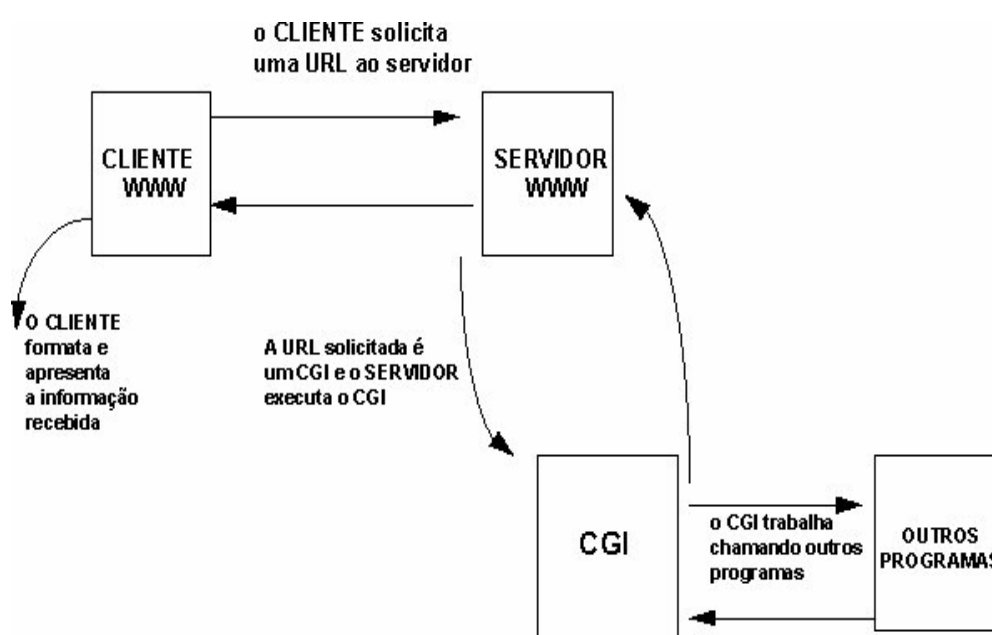 o CLIENTE solicita
uma URL ao servidor
CLIENTE
WWW
SERVIDOR
WWW
O CLIENTE
formata e
apresenta
a informação
recebida
A URL solicitada é
um CGI e o SERVIDOR
executa o CGI
CGI
o CGI trabalha
chamando outros
programas
OUTROS
PROGRAMAS